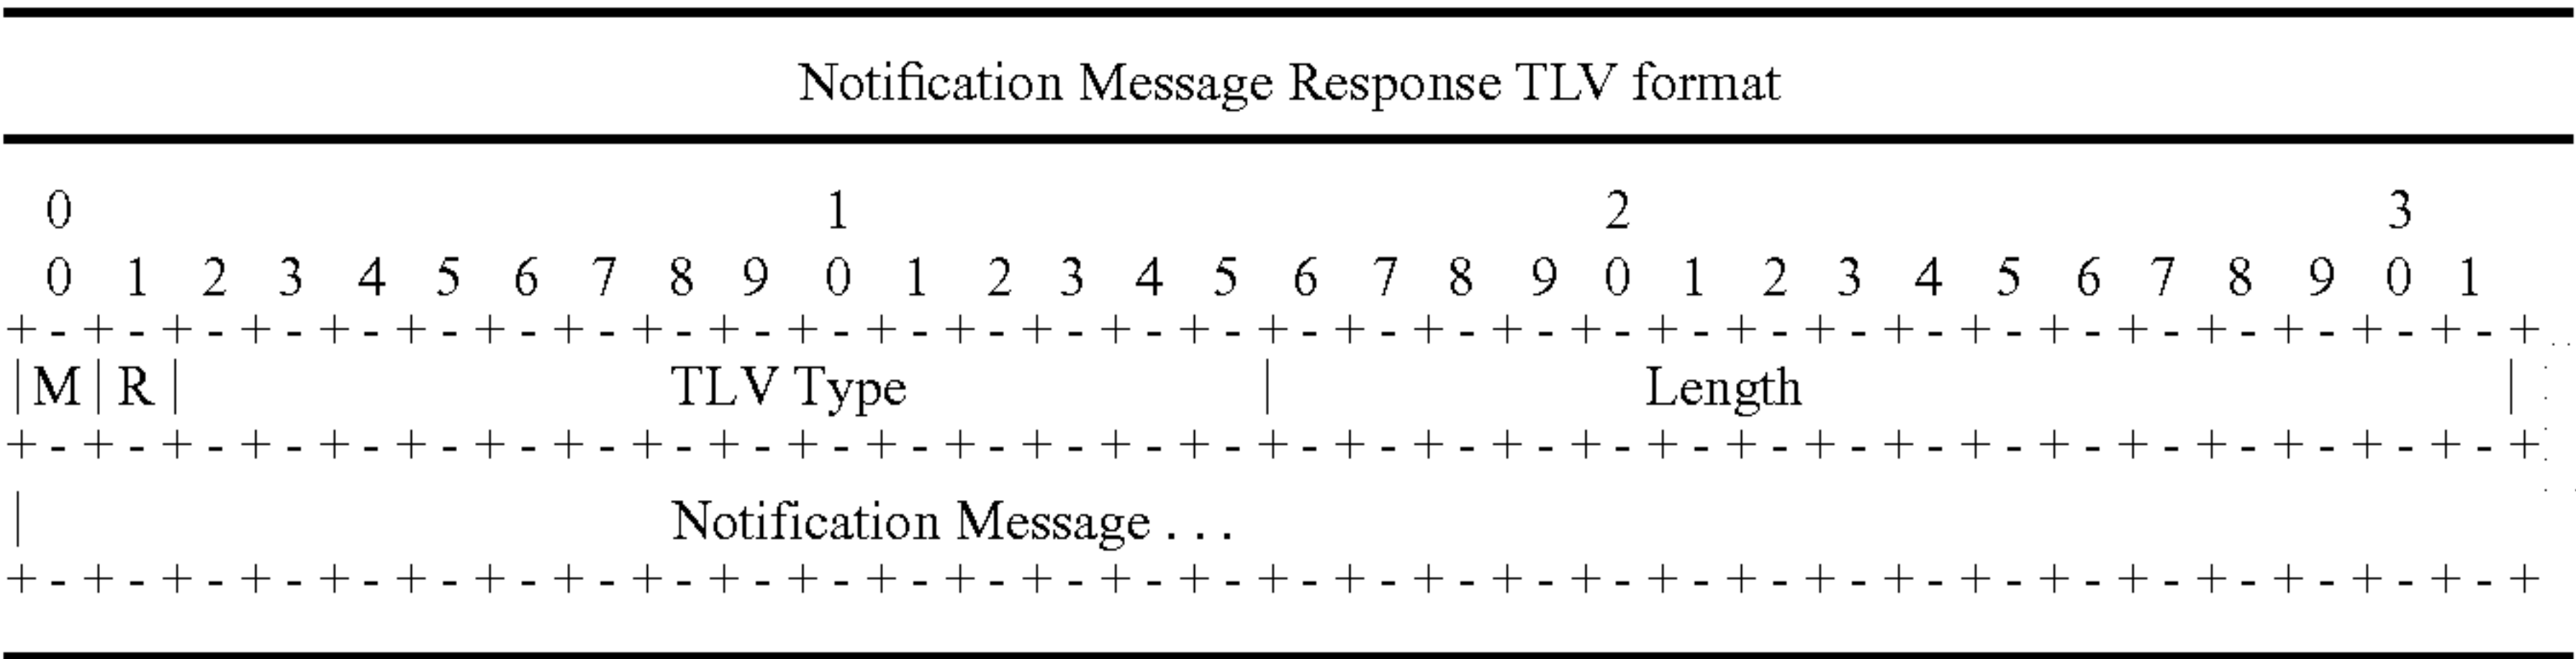 Notification Message Response TLV format
0 1 2 3
0 1 2 3 4 5 6 7 8 9 0 1 2 3 4 5 6 7 8 9 0 1 2 3 4 5 6 7 8 9 0 1
+-+-+-+-+-+-+-+-+-+-+-+-+-+-+-+-+-+-+-+-+-+-+-+-+-+-+-+-+-+-+-+-+
|M|R| TLV Type | Length |
+-+-+-+-+-+-+-+-+-+-+-+-+-+-+-+-+-+-+-+-+-+-+-+-+-+-+-+-+-+-+-+-+
| Notification Message . . .
+-+-+-+-+-+-+-+-+-+-+-+-+-+-+-+-+-+-+-+-+-+-+-+-+-+-+-+-+-+-+-+-+